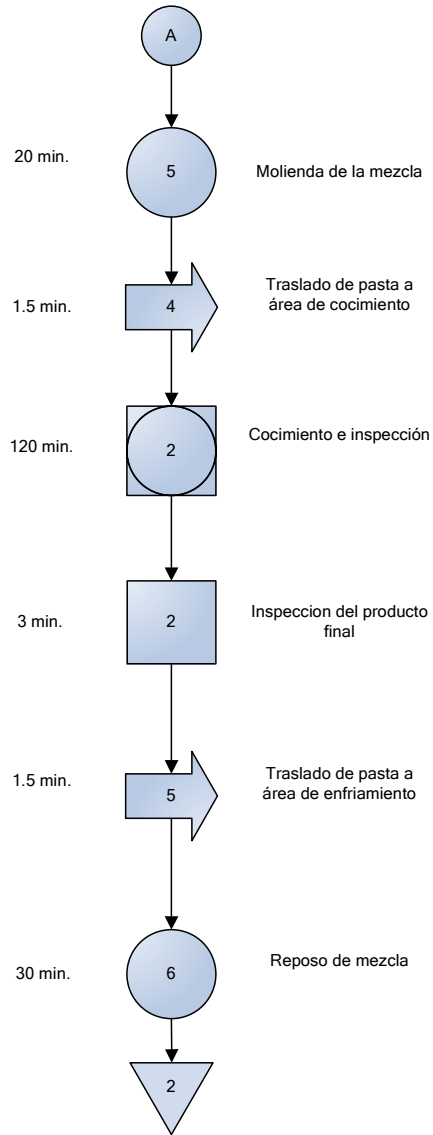 A
20 min.
5
Molienda de la mezcla
1.5 min.
4
Traslado de pasta a
área de cocimiento
120 min.
2
Cocimiento e inspección
3 min.
2
Inspeccion del producto
final
1.5 min.
5
Traslado de pasta a
área de enfriamiento
30 min.
6
Reposo de mezcla
2